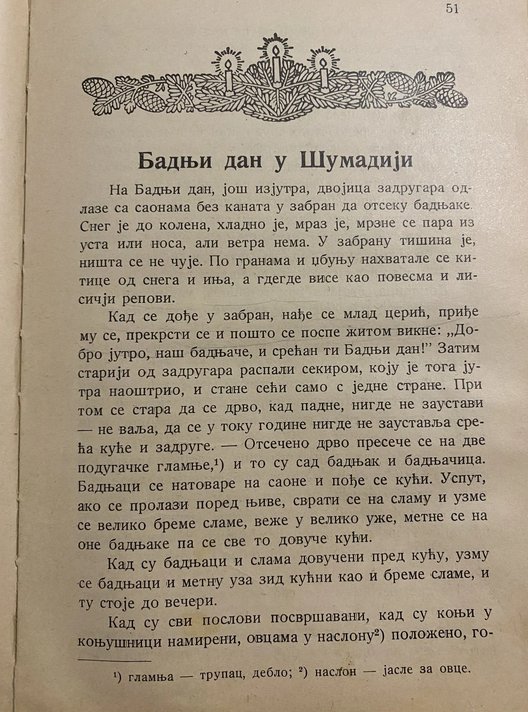 51
Бадњи дан у Шумадији
На Бадњи дан, још изјутра, двојица задругара од-
лазе са саонама без каната у забран да отсеку бадњаке.
Снег је до колена, хладно је, мраз је, мрзне се пара из
уста или носа, али ветра нема. У забрану тишина је,
ништа се не чује. По гранама и џбуњу нахватале се ки-
тице од снега и иња, а гдегде висе као повесма и ли-
сичји репови.
Кад се дође у забран, нађе се млад церић, приђе
му се, прекрсти се и пошто се поспе житом викне: „До-
бро јутро, наш бадњаче, и срећан ти Бадњи дан!" Затим
старији од задругара распали секиром, коју је тога ју-
тра наоштрио, и стане сећи само с једне стране. При
том се стара да се дрво, кад падне, нигде не заустави
— не ваља, да се у току године нигде не зауставља сре-
ћа куће и задруге. — Отсечено дрво пресече се на две
подугачке гламње,¹) и то су сад бадњак и бадњачица.
Бадњаци се натоваре на саоне и пође се кући. Успут,
ако се пролази поред њиве, сврати се на сламу и узме
се велико бреме сламе, веже у велико уже, метне се на
оне бадњаке па се све то довуче кући.
Кад су бадњаци и слама довучени пред кућу, узму
се бадњаци и метну уза зид кућни као и бреме сламе, и
ту стоје до вечери.
Кад су сви послови посвршавани, кад су коњи у
коњушници намирени, овцама у наслону²) положено, го-
¹) гламња — трупац, дебло; ²) наслон — јасле за овце.